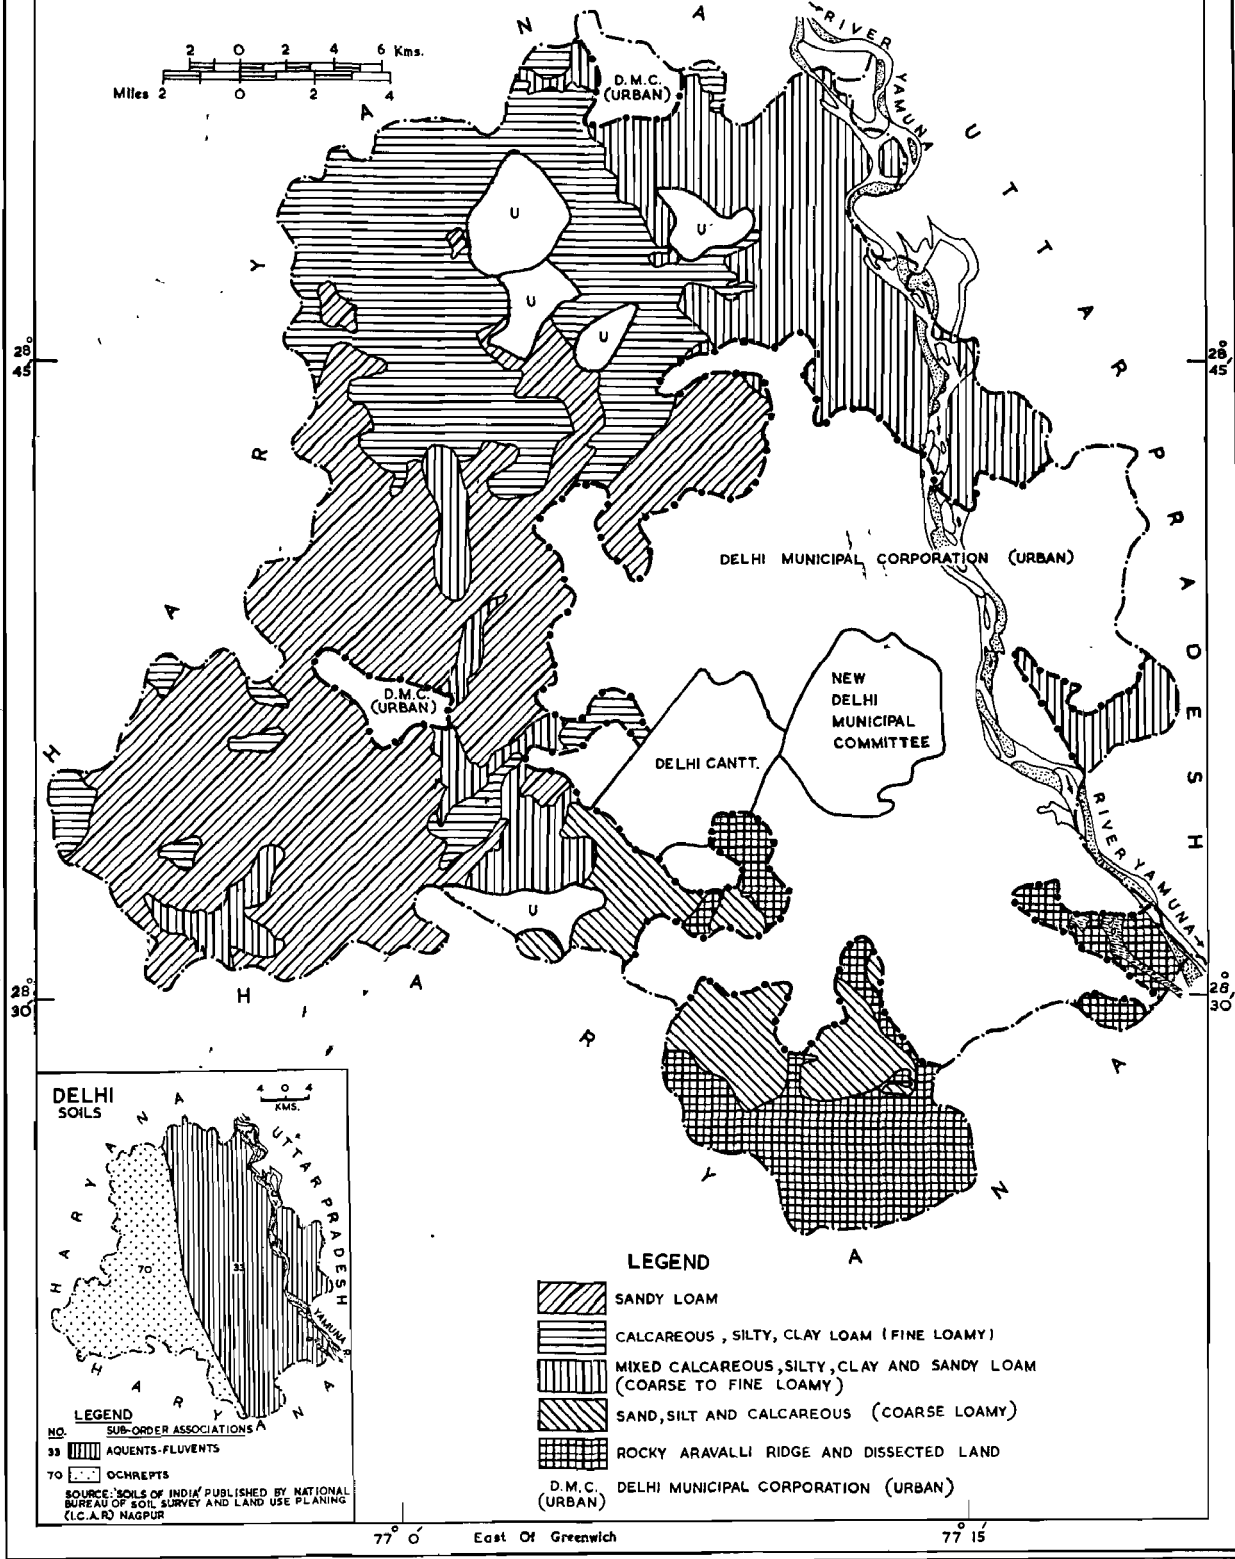 N A
RIVER
YAMUNA
2 0 2 4 6 Kms.
Miles 2 0 2 4
D.M.C.
(URBAN)
A
U T T A R P R A D E S H
U
U
U
U
Y
28° 45'
28° 45'
R
DELHI MUNICIPAL CORPORATION (URBAN)
A
D.M.C.
(URBAN)
NEW
DELHI
MUNICIPAL
COMMITTEE
DELHI CANTT.
H
RIVER YAMUNA
U
28° 30'
28° 30'
H A R Y A N A
DELHI
SOILS
4 0 4
KMS.
HARYANA
UTTAR PRADESH
70
33
YAMUNA R.
HARYANA
LEGEND
NO. SUB-ORDER ASSOCIATIONS
33 AQUENTS-FLUVENTS
70 OCHREPTS
SOURCE: 'SOILS OF INDIA' PUBLISHED BY NATIONAL
BUREAU OF SOIL SURVEY AND LAND USE PLANING
(I.C.A.R) NAGPUR
LEGEND
SANDY LOAM
CALCAREOUS, SILTY, CLAY LOAM (FINE LOAMY)
MIXED CALCAREOUS, SILTY, CLAY AND SANDY LOAM
(COARSE TO FINE LOAMY)
SAND, SILT AND CALCAREOUS (COARSE LOAMY)
ROCKY ARAVALLI RIDGE AND DISSECTED LAND
D.M.C.
(URBAN) DELHI MUNICIPAL CORPORATION (URBAN)
77° 0' East Of Greenwich 77° 15'